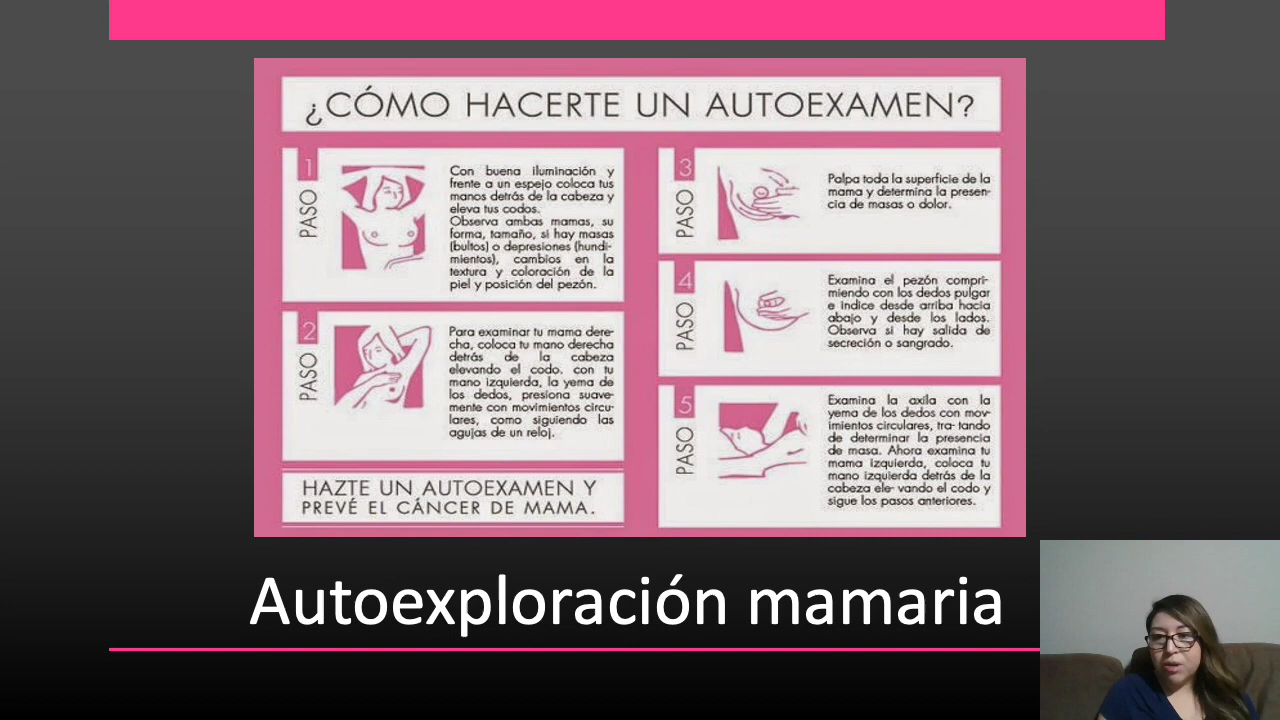 ¿CÓMO HACERTE UN AUTOEXAMEN?
PASO 1
Con buena iluminación y
frente a un espejo coloca tus
manos detrás de la cabeza y
eleva tus codos.
Observa ambas mamas, su
forma, tamaño, si hay masas
(bultos) o depresiones (hundi-
mientos), cambios en la
textura y coloración de la
piel y posición del pezón.
PASO 2
Para examinar tu mama dere-
cha, coloca tu mano derecha
detrás de la cabeza
elevando el codo. con tu
mano izquierda, la yema de
los dedos, presiona suave-
mente con movimientos circu-
lares, como siguiendo las
agujas de un reloj.
HAZTE UN AUTOEXAMEN Y
PREVÉ EL CÁNCER DE MAMA.
PASO 3
Palpa toda la superficie de la
mama y determina la presen-
cia de masas o dolor.
PASO 4
Examina el pezón compri-
miendo con los dedos pulgar
e indice desde arriba hacia
abajo y desde los lados.
Observa si hay salida de
secreción o sangrado.
PASO 5
Examina la axila con la
yema de los dedos con mov-
imientos circulares, tra- tando
de determinar la presencia
de masa. Ahora examina tu
mama izquierda, coloca tu
mano izquierda detrás de la
cabeza ele- vando el codo y
sigue los pasos anteriores.
Autoexploración mamaria